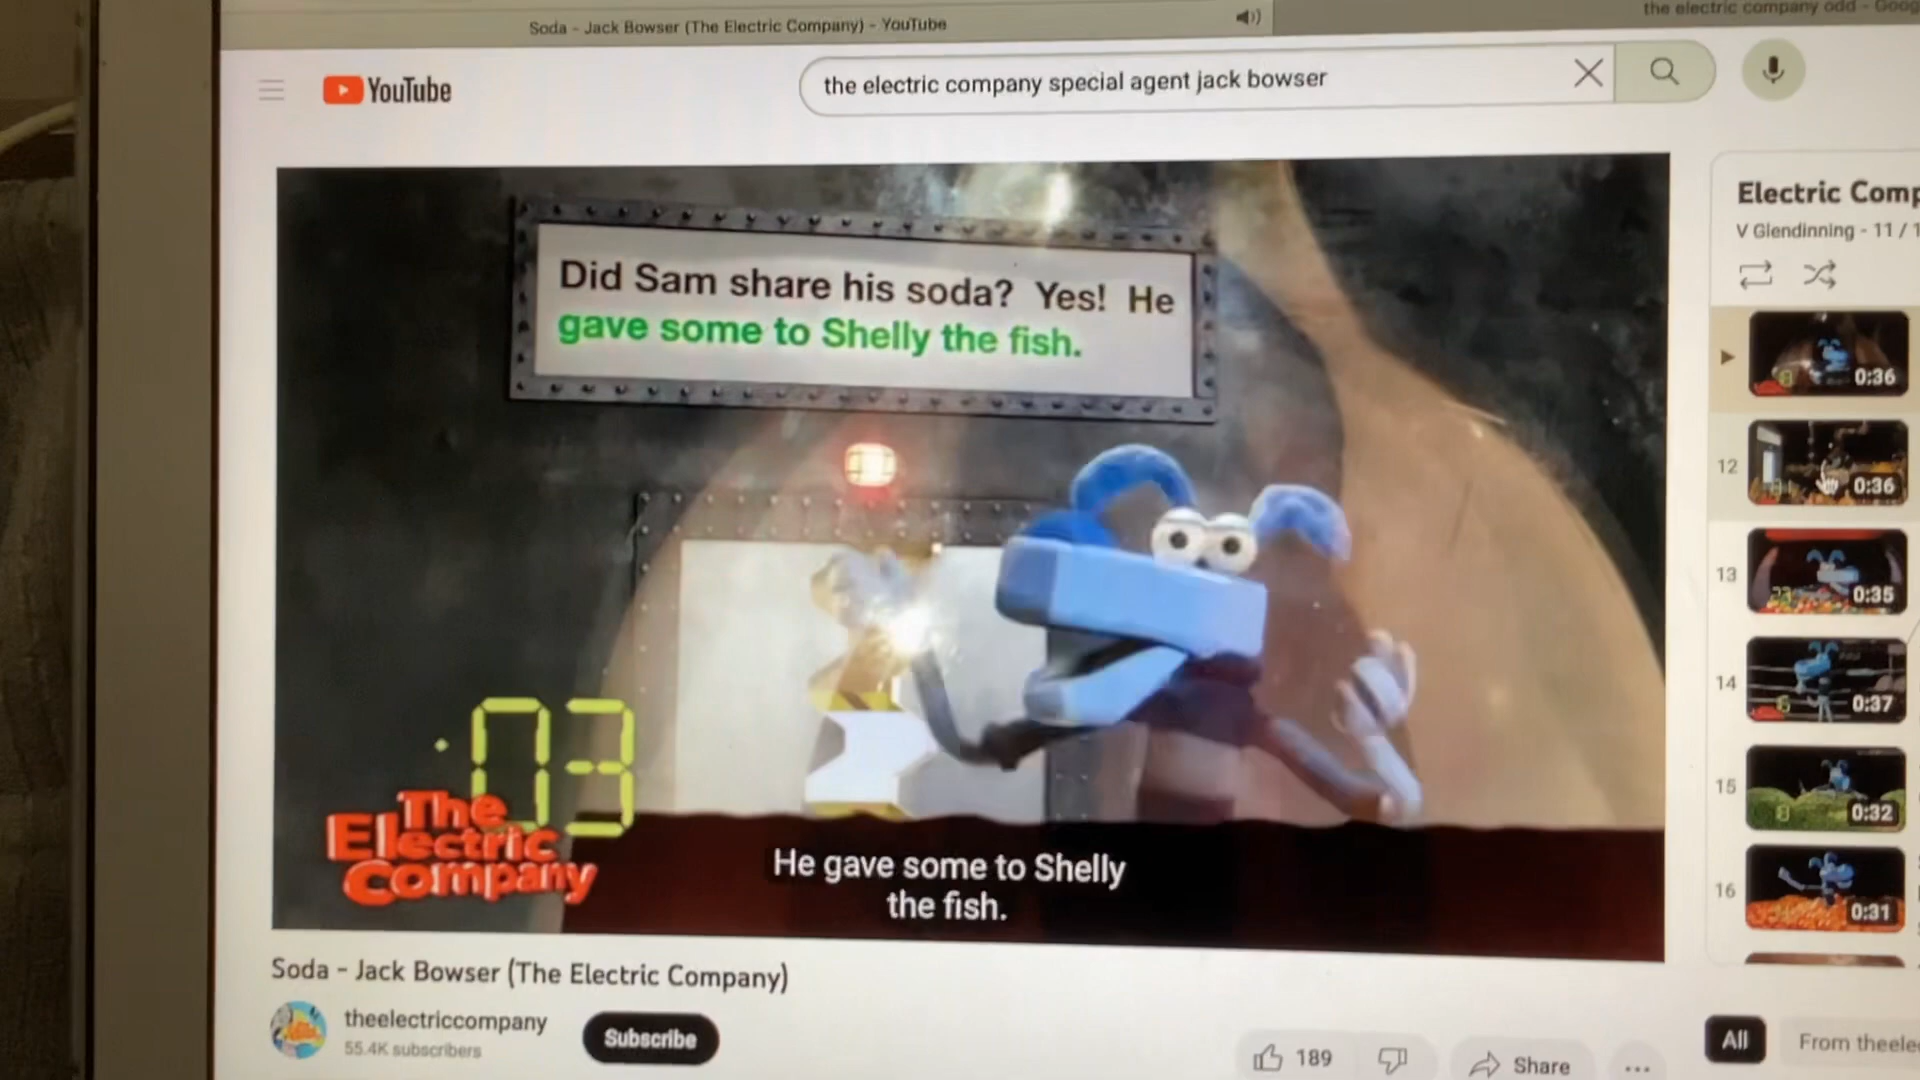 Soda - Jack Bowser (The Electric Company) - YouTube
the electric company odd - Goog
YouTube
the electric company special agent jack bowser
Did Sam share his soda? Yes! He
gave some to Shelly the fish.
03
The
Electric
Company
He gave some to Shelly
the fish.
Electric Comp
V Glendinning - 11 / 1
0:36
12
0:36
13
0:35
14
0:37
15
0:32
16
0:31
Soda - Jack Bowser (The Electric Company)
theelectriccompany
55.4K subscribers
Subscribe
189
Share
All
From theele